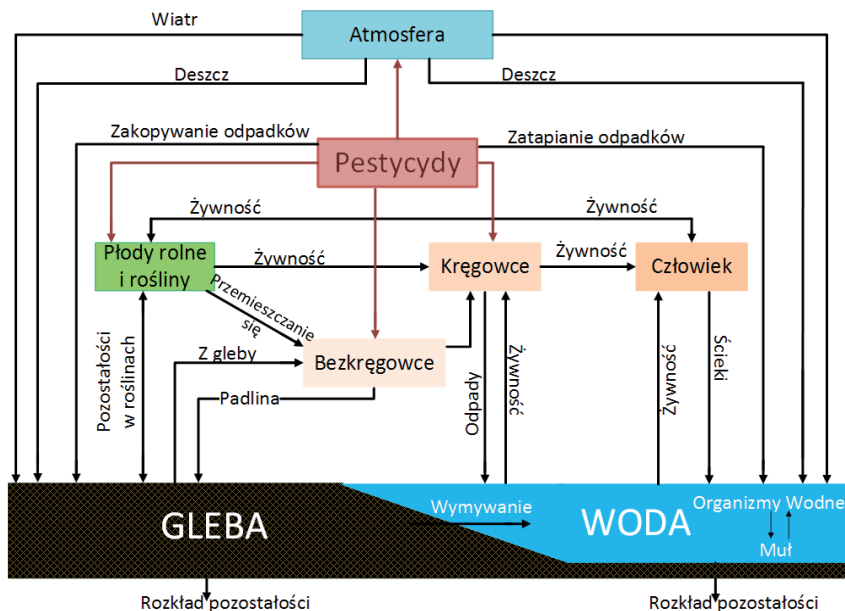 Wiatr
Atmosfera
Deszcz
Deszcz
Zakopywanie odpadków
Zatapianie odpadków
Pestycydy
Żywność
Żywność
Płody rolne
i rośliny
Żywność
Kręgowce
Żywność
Człowiek
Przemieszczanie
się
Bezkręgowce
Z gleby
Padlina
Pozostałości
w roślinach
Odpady
Żywność
Żywność
Ścieki
GLEBA
Wymywanie
WODA
Organizmy Wodne
Muł
Rozkład pozostałości
Rozkład pozostałości